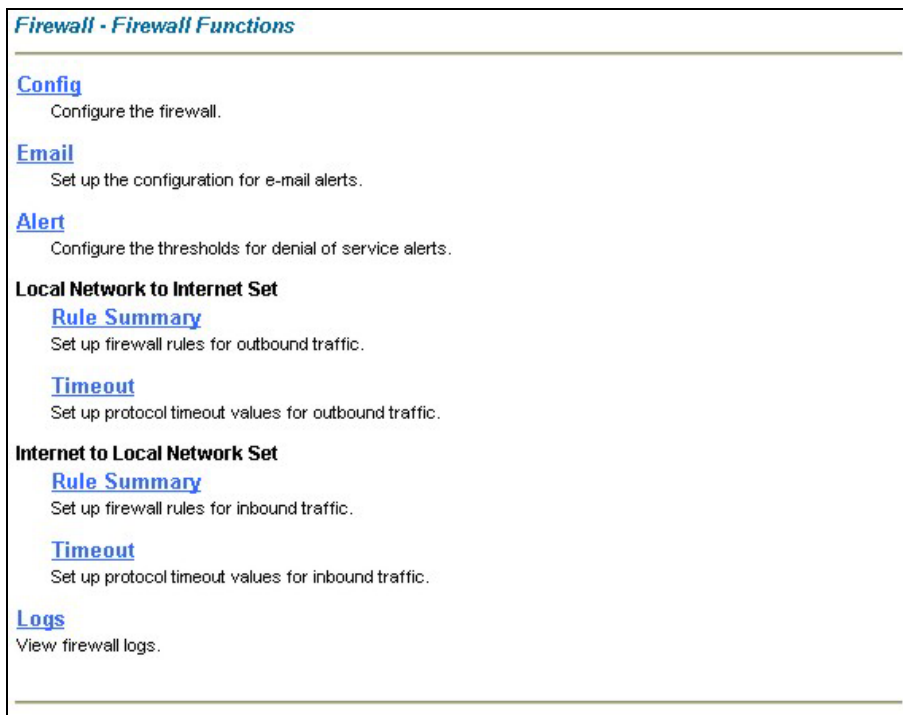 Firewall - Firewall Functions
Config
Configure the firewall.
Email
Set up the configuration for e-mail alerts.
Alert
Configure the thresholds for denial of service alerts.
Local Network to Internet Set
Rule Summary
Set up firewall rules for outbound traffic.
Timeout
Set up protocol timeout values for outbound traffic.
Internet to Local Network Set
Rule Summary
Set up firewall rules for inbound traffic.
Timeout
Set up protocol timeout values for inbound traffic.
Logs
View firewall logs.